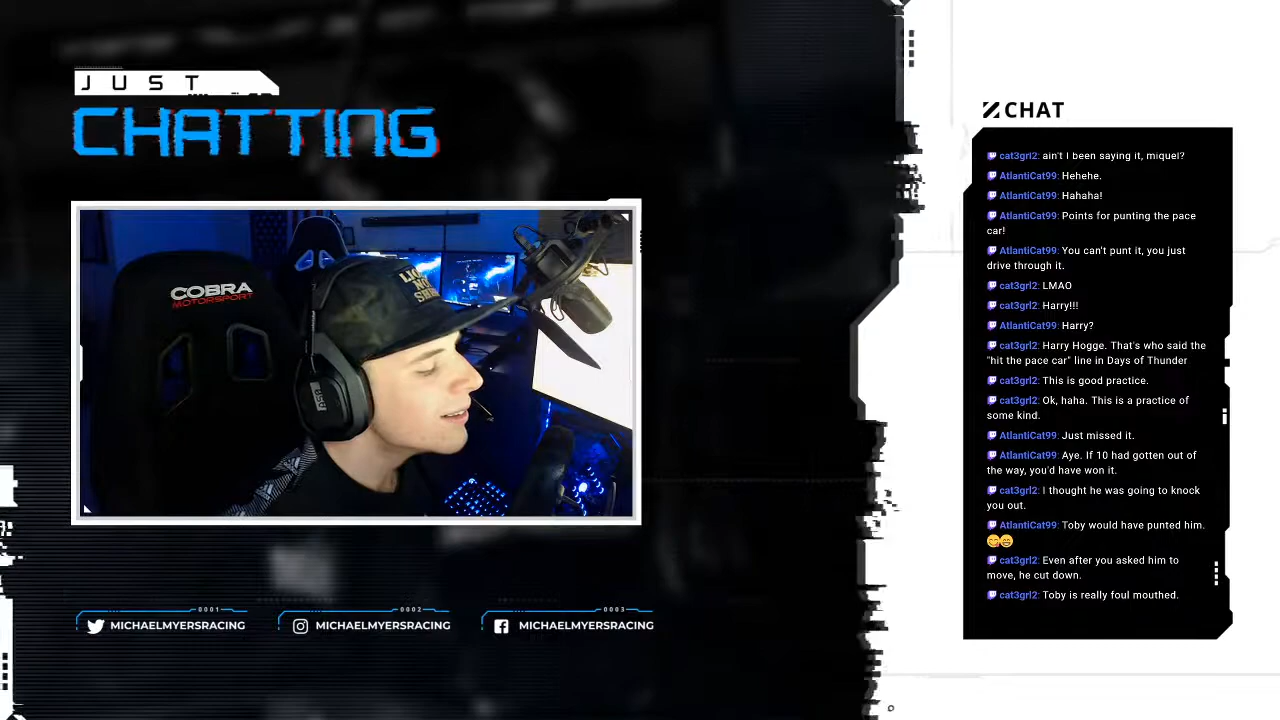 JUST
CHATTING
COBRA
MOTORSPORT
0001
MICHAELMYERSRACING
0002
MICHAELMYERSRACING
0003
MICHAELMYERSRACING
CHAT
cat3grl2: ain't I been saying it, miquel?
AtlantiCat99: Hehehe.
AtlantiCat99: Hahaha!
AtlantiCat99: Points for punting the pace
car!
AtlantiCat99: You can't punt it, you just
drive through it.
cat3grl2: LMAO
cat3grl2: Harry!!!
AtlantiCat99: Harry?
cat3grl2: Harry Hogge. That's who said the
"hit the pace car" line in Days of Thunder
cat3grl2: This is good practice.
cat3grl2: Ok, haha. This is a practice of
some kind.
AtlantiCat99: Just missed it.
AtlantiCat99: Aye. If 10 had gotten out of
the way, you'd have won it.
cat3grl2: I thought he was going to knock
you out.
AtlantiCat99: Toby would have punted him.
😊😄
cat3grl2: Even after you asked him to
move, he cut down.
cat3grl2: Toby is really foul mouthed.